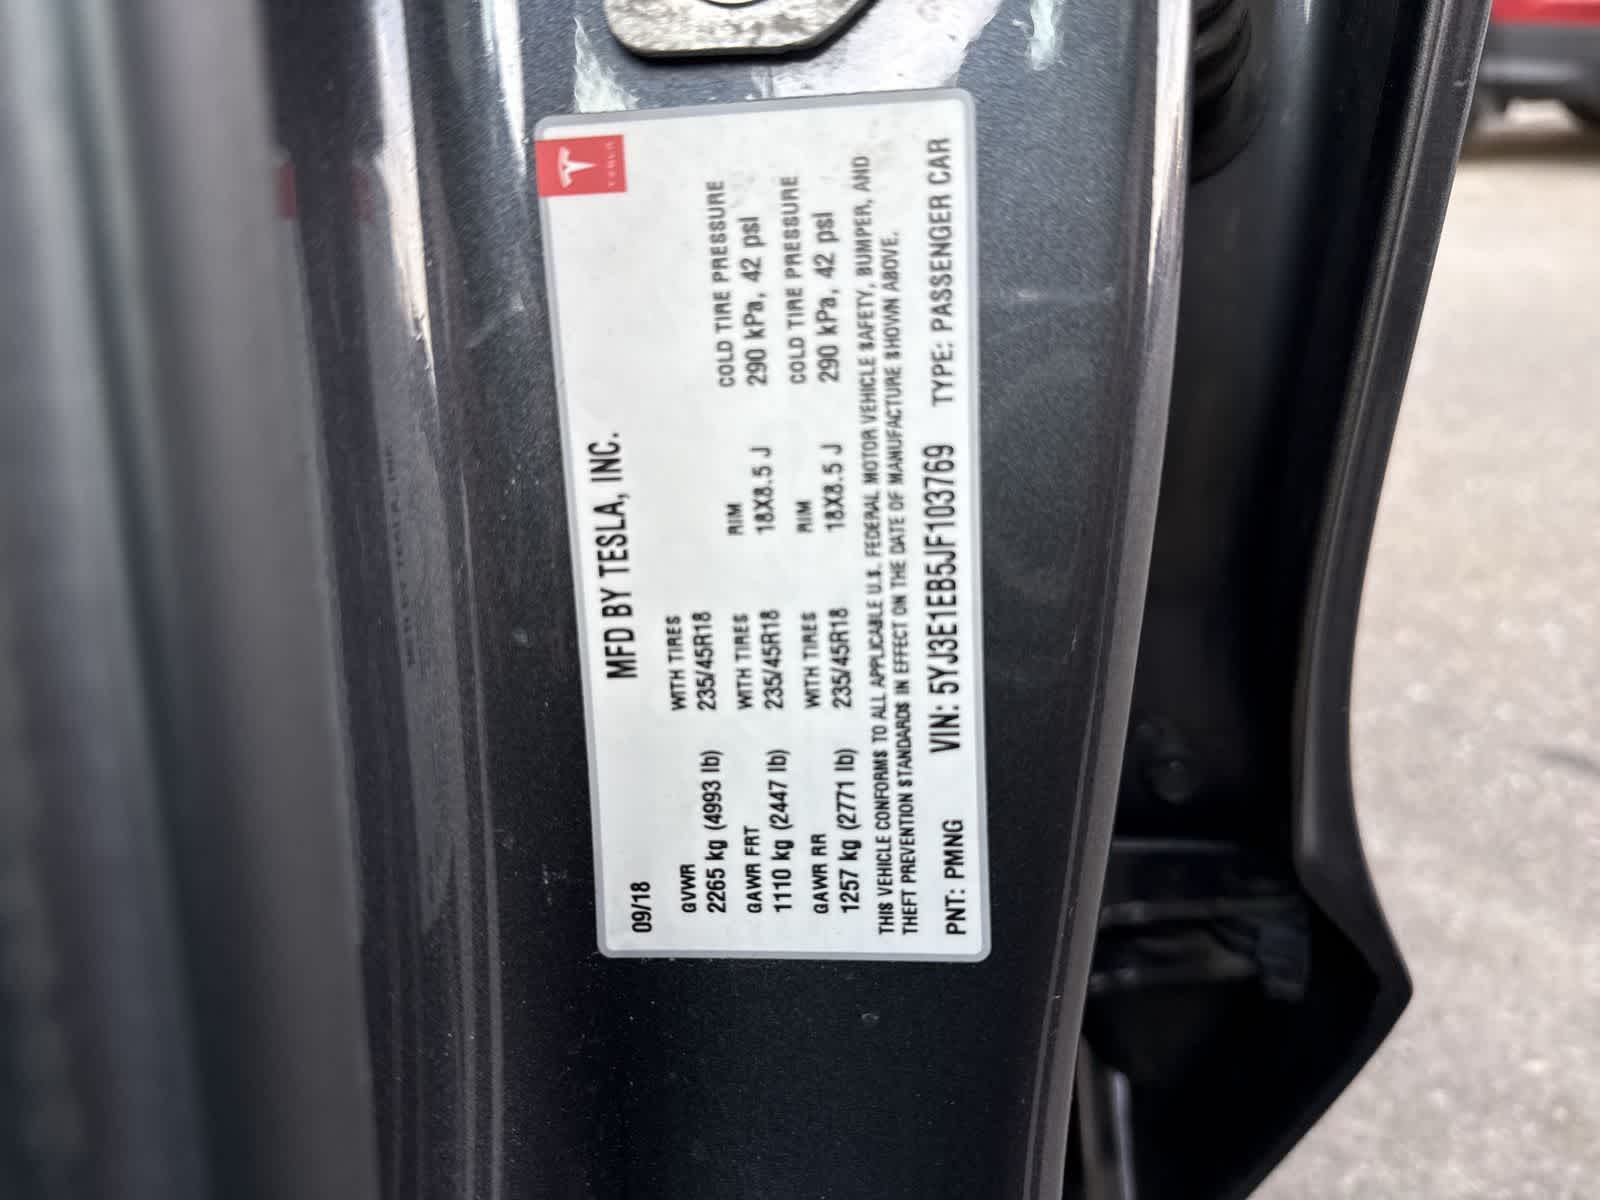 TESLA
MFD BY TESLA, INC.
09/18
GVWR WITH TIRES
2265 kg (4993 lb) 235/45R18
GAWR FRT WITH TIRES RIM COLD TIRE PRESSURE
1110 kg (2447 lb) 235/45R18 18X8.5 J 290 kPa, 42 psi
GAWR RR WITH TIRES RIM COLD TIRE PRESSURE
1257 kg (2771 lb) 235/45R18 18X8.5 J 290 kPa, 42 psi
THIS VEHICLE CONFORMS TO ALL APPLICABLE U.S. FEDERAL MOTOR VEHICLE SAFETY, BUMPER, AND
THEFT PREVENTION STANDARDS IN EFFECT ON THE DATE OF MANUFACTURE SHOWN ABOVE.
PNT: PMNG VIN: 5YJ3E1EB5JF103769 TYPE: PASSENGER CAR